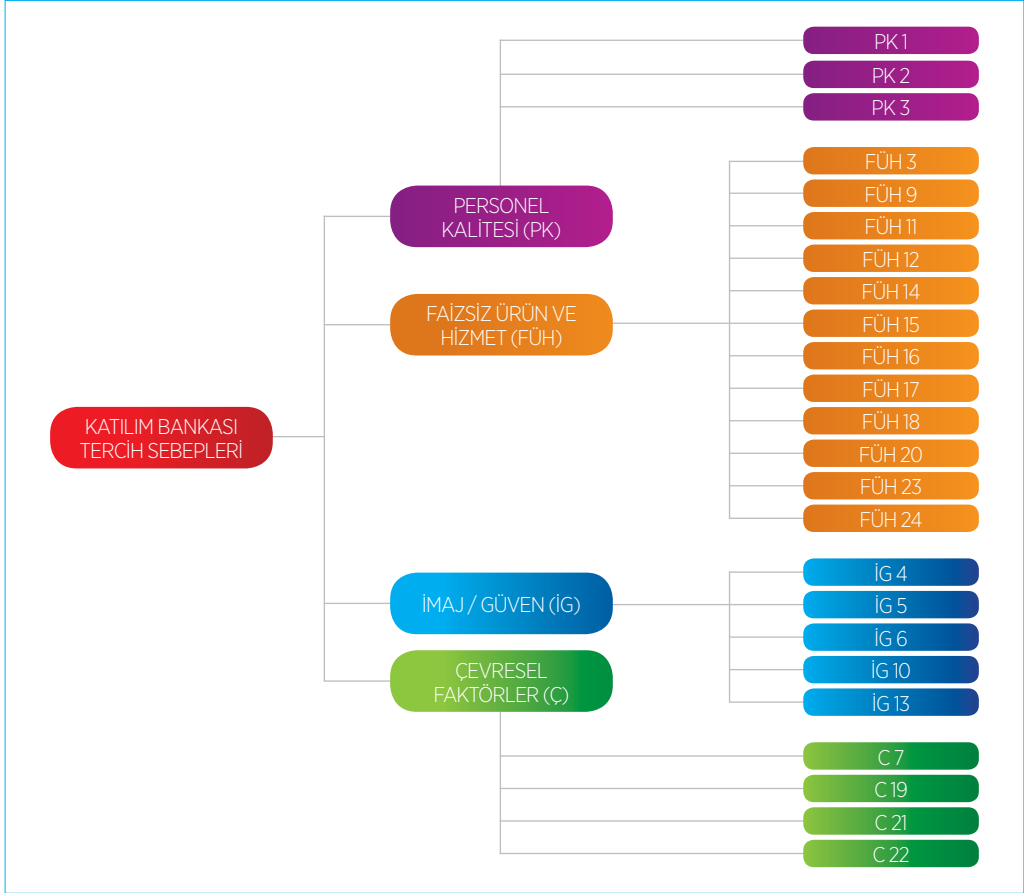 PK 1
PK 2
PK 3
FÜH 3
FÜH 9
FÜH 11
FÜH 12
FÜH 14
FÜH 15
FÜH 16
FÜH 17
FÜH 18
FÜH 20
FÜH 23
FÜH 24
PERSONEL
KALİTESİ (PK)
FAİZSİZ ÜRÜN VE
HİZMET (FÜH)
KATILIM BANKASI
TERCİH SEBEPLERİ
İMAJ / GÜVEN (İG)
ÇEVRESEL
FAKTÖRLER (Ç)
İG 4
İG 5
İG 6
İG 10
İG 13
C 7
C 19
C 21
C 22